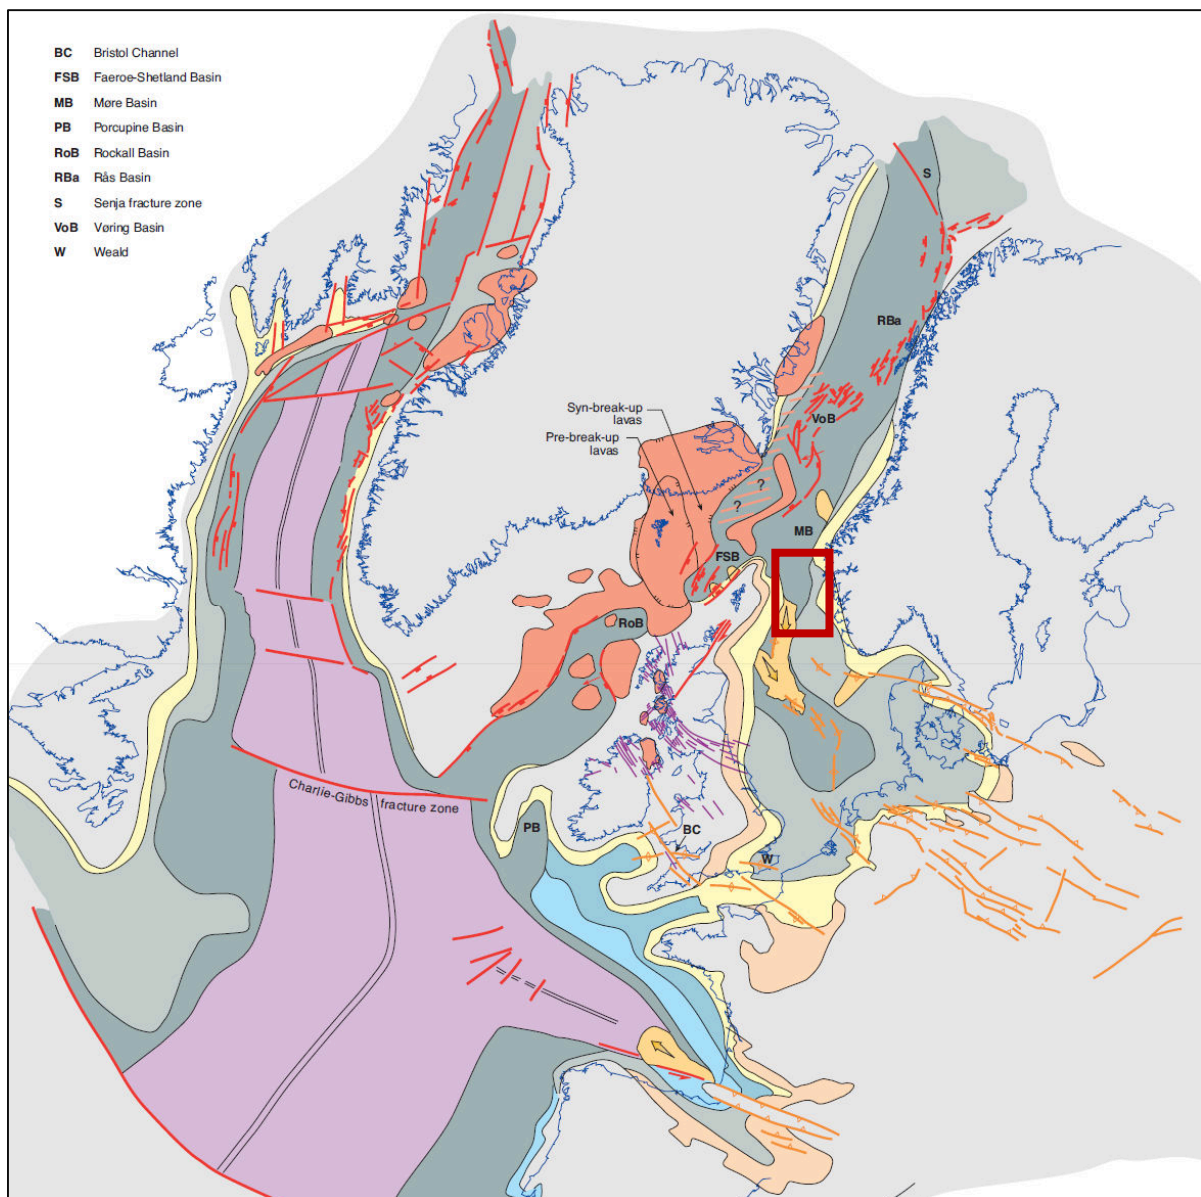 BC Bristol Channel
FSB Faeroe-Shetland Basin
MB Møre Basin
PB Porcupine Basin
RoB Rockall Basin
RBa Rås Basin
S Senja fracture zone
VoB Vøring Basin
W Weald
S
RBa
Syn-break-up
lavas
VoB
Pre-break-up
lavas
?
?
MB
FSB
RoB
Charlie-Gibbs fracture zone
PB
BC
W